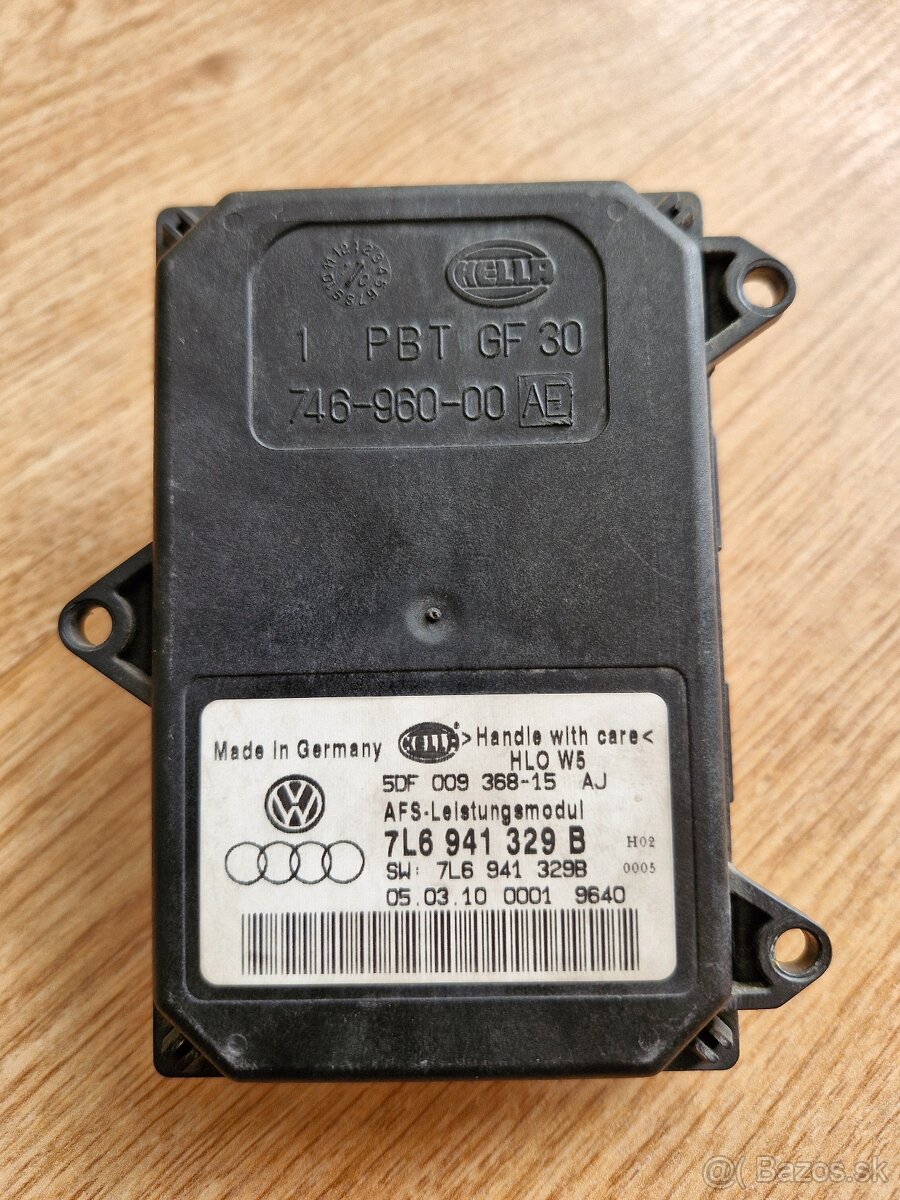 HELLA
1 PBT GF 30
746-960-00 AE
Made in Germany HELLA ® >Handle with care<
HLO W5
5DF 009 368-15 AJ
AFS-Leistungsmodul
7L6 941 329 B H02
SW: 7L6 941 329B 0005
05.03.10 0001 9640
VW
@ Bazos.sk